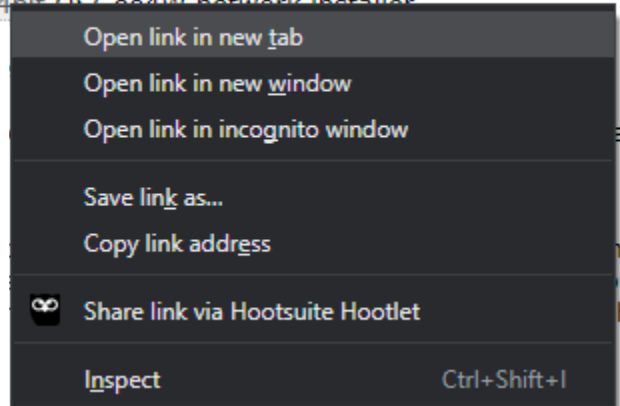 Open link in new tab
Open link in new window
Open link in incognito window
Save link as...
Copy link address
Share link via Hootsuite Hootlet
Inspect Ctrl+Shift+I